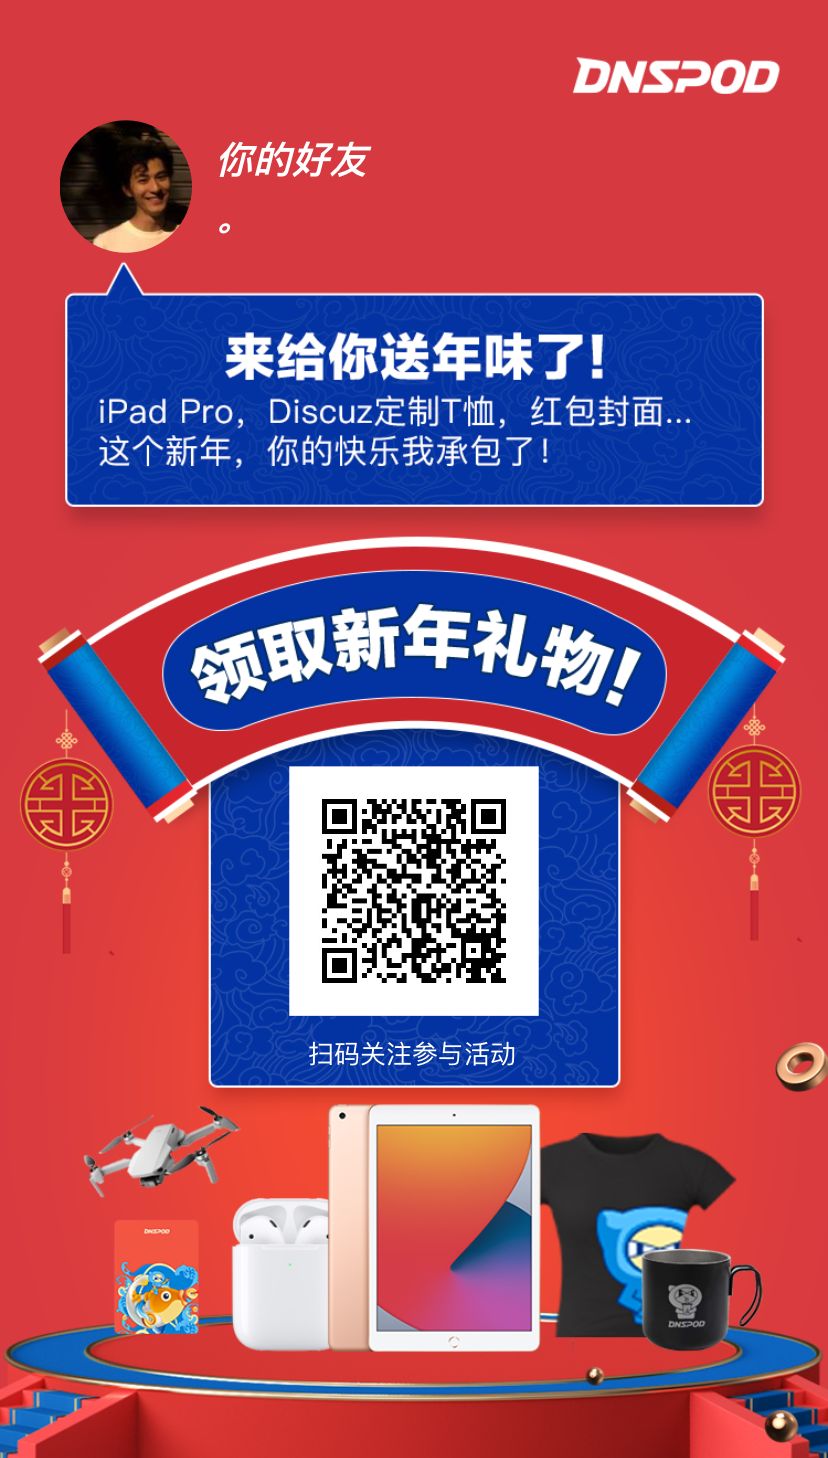 DNSPOD
你的好友
。
来给你送年味了!
iPad Pro，Discuz定制T恤，红包封面...
这个新年，你的快乐我承包了！
领取新年礼物!
扫码关注参与活动
DNSPOD
DNSPOD